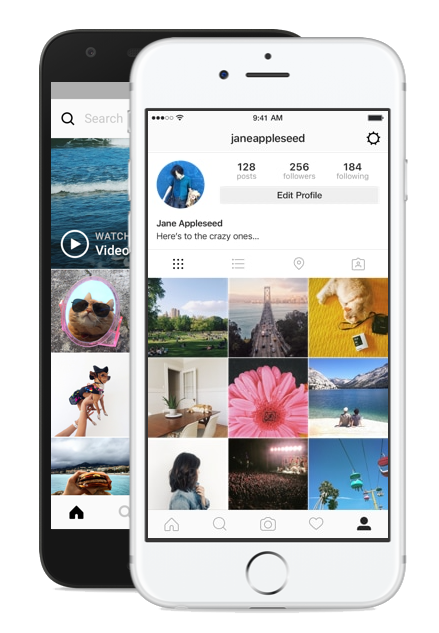 Search
WATCH
Video
9:41 AM
janeappleseed
128
posts
256
followers
184
following
Edit Profile
Jane Appleseed
Here's to the crazy ones...